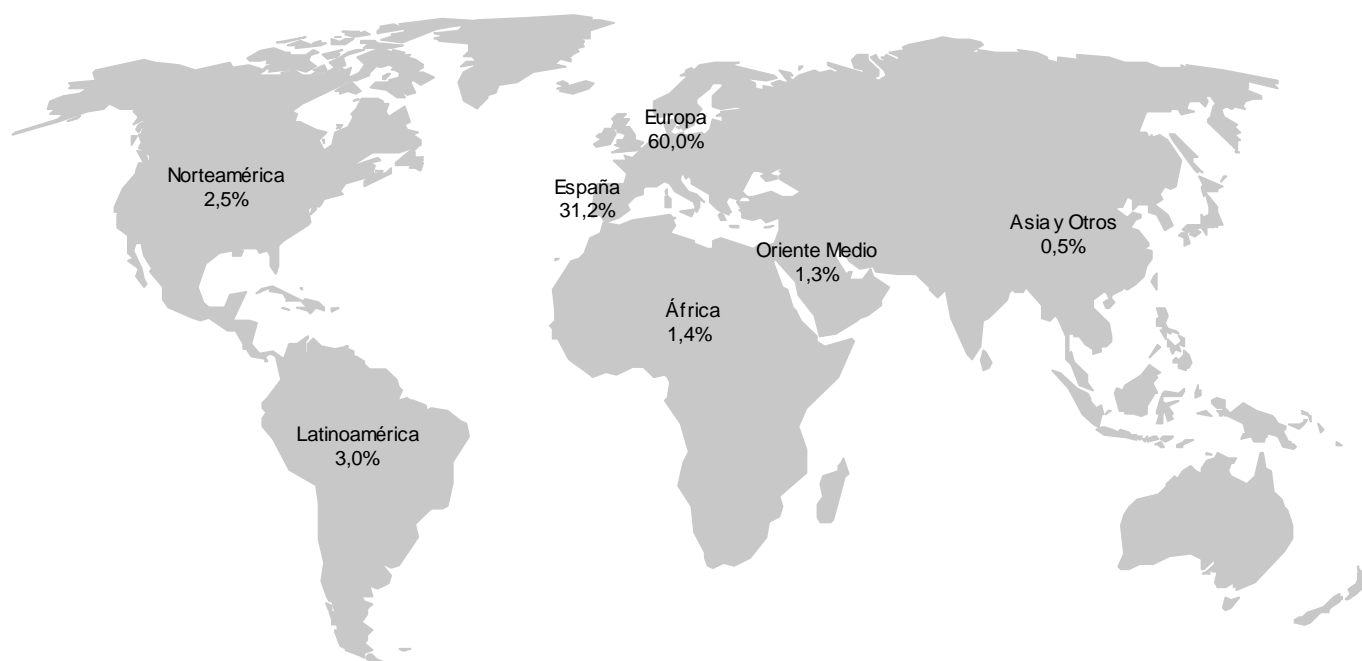 Europa
60,0%
Norteamérica
2,5%
España
31,2%
Asia y Otros
0,5%
Oriente Medio
1,3%
África
1,4%
Latinoamérica
3,0%